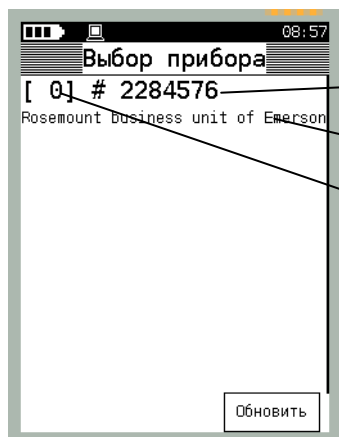 08:57
Выбор прибора
[ 0] # 2284576
Rosemount business unit of Emerson
Обновить